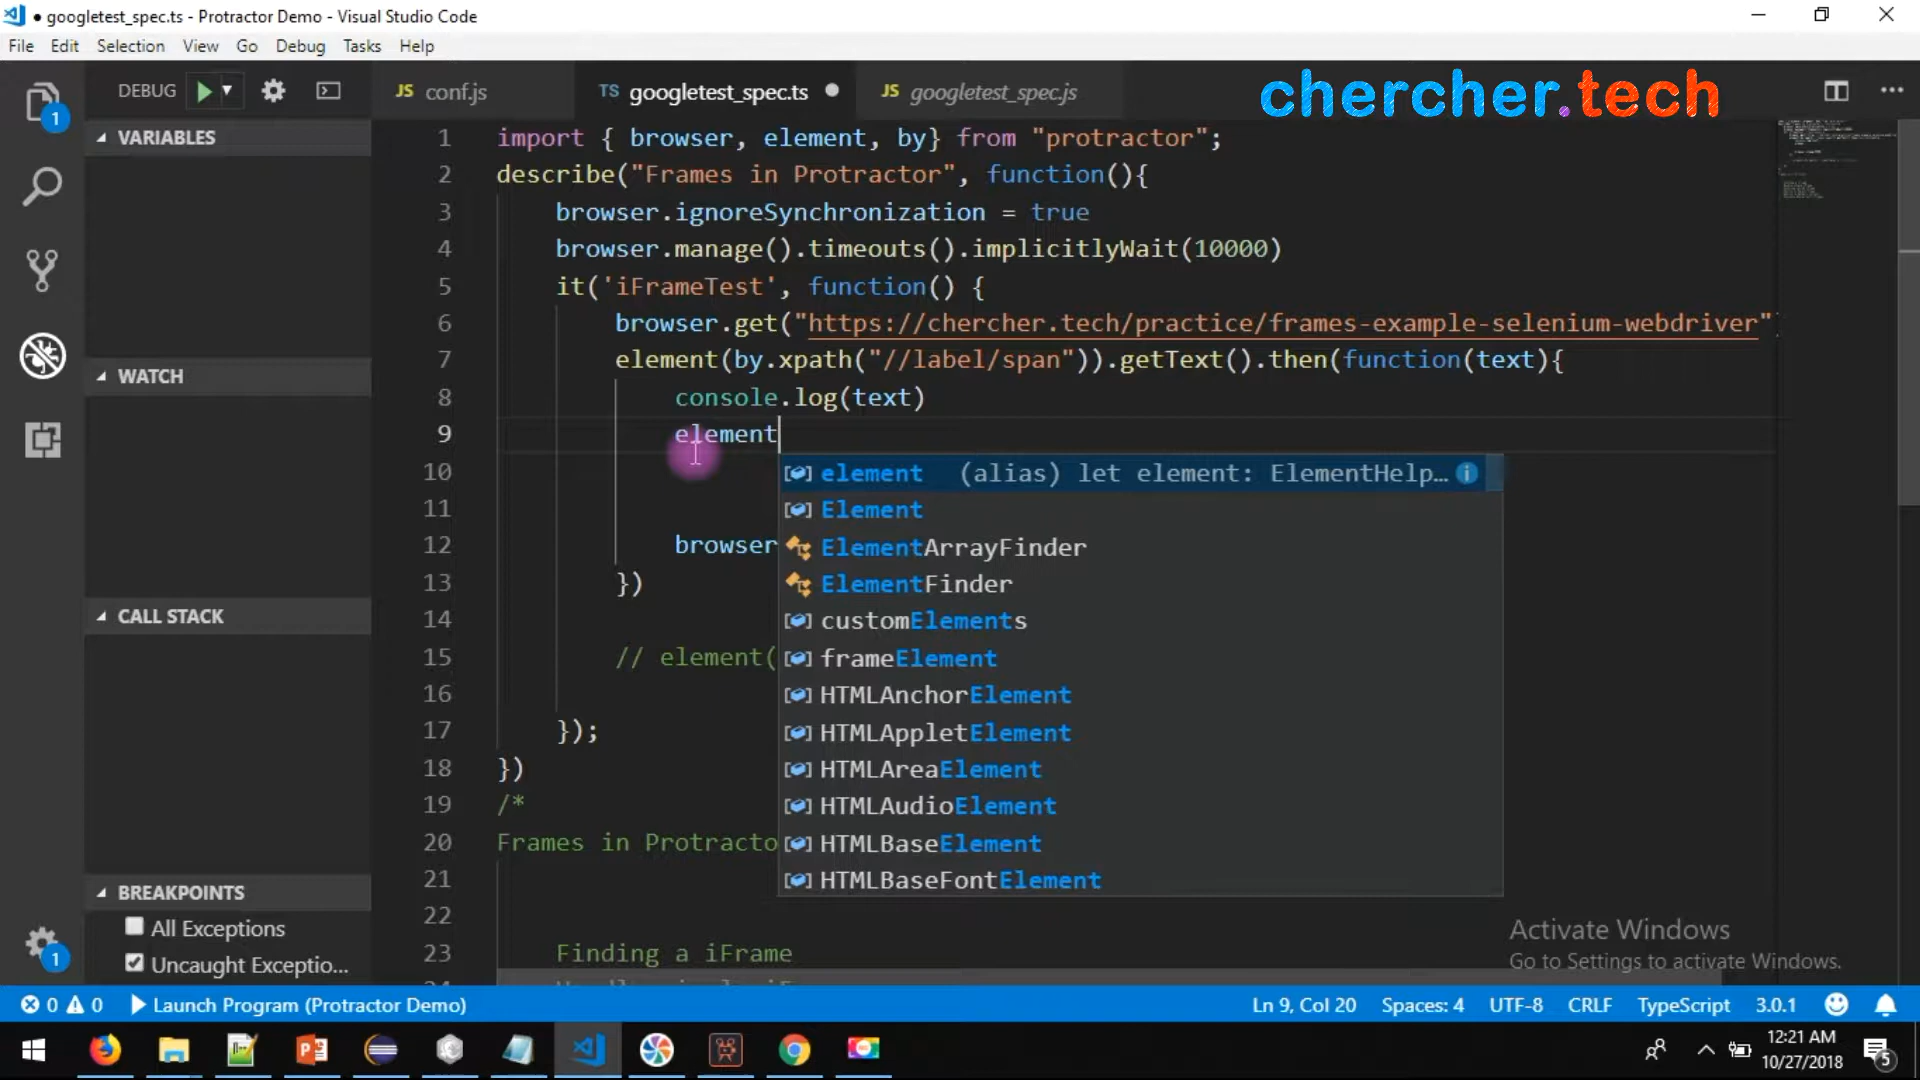 ● googletest_spec.ts - Protractor Demo - Visual Studio Code
File Edit Selection View Go Debug Tasks Help
DEBUG
JS conf.js
TS googletest_spec.ts ●
JS googletest_spec.js
chercher.tech
VARIABLES
WATCH
CALL STACK
BREAKPOINTS
All Exceptions
Uncaught Exceptio...
1
1
1 import { browser, element, by} from "protractor";
2 describe("Frames in Protractor", function(){
3 browser.ignoreSynchronization = true
4 browser.manage().timeouts().implicitlyWait(10000)
5 it('iFrameTest', function() {
6 browser.get("https://chercher.tech/practice/frames-example-selenium-webdriver"
7 element(by.xpath("//label/span")).getText().then(function(text){
8 console.log(text)
9 element
10
11
12 browser
13 })
14
15 // element(
16
17 });
18 })
19 /*
20 Frames in Protracto
21
22
23 Finding a iFrame
element (alias) let element: ElementHelp…
Element
ElementArrayFinder
ElementFinder
customElements
frameElement
HTMLAnchorElement
HTMLAppletElement
HTMLAreaElement
HTMLAudioElement
HTMLBaseElement
HTMLBaseFontElement
Activate Windows
Go to Settings to activate Windows.
0 0 Launch Program (Protractor Demo)
Ln 9, Col 20 Spaces: 4 UTF-8 CRLF TypeScript 3.0.1
12:21 AM
10/27/2018
5